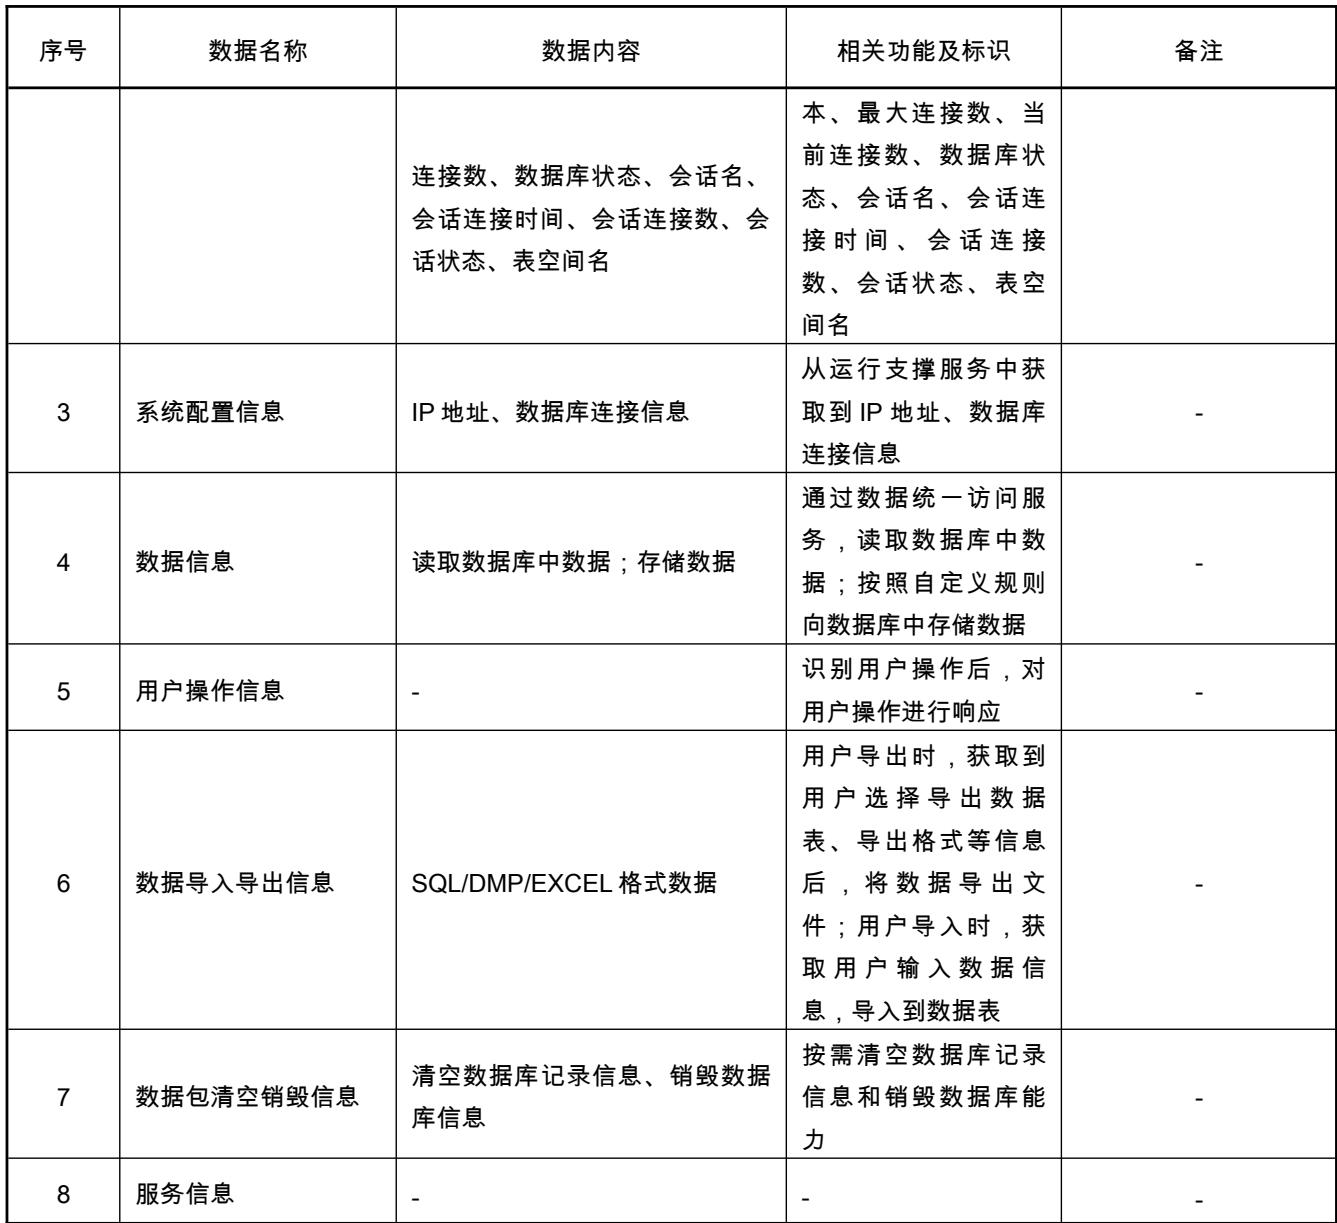 序号 数据名称 数据内容 相关功能及标识 备注
连接数、数据库状态、会话名、
会话连接时间、会话连接数、会
话状态、表空间名
本、最大连接数、当
前连接数、数据库状
态、会话名、会话连
接时间、会话连接
数、会话状态、表空
间名
3
系统配置信息
IP 地址、数据库连接信息
从运行支撑服务中获
取到 IP 地址、数据库
连接信息
-
4
数据信息
读取数据库中数据；存储数据
通过数据统一访问服
务，读取数据库中数
据；按照自定义规则
向数据库中存储数据
-
5
用户操作信息
-
识别用户操作后，对
用户操作进行响应
-
6
数据导入导出信息
SQL/DMP/EXCEL 格式数据
用户导出时，获取到
用户选择导出数据
表、导出格式等信息
后，将数据导出文
件；用户导入时，获
取用户输入数据信
息，导入到数据表
-
7
数据包清空销毁信息
清空数据库记录信息、销毁数据
库信息
按需清空数据库记录
信息和销毁数据库能
力
-
8
服务信息
-
-
-